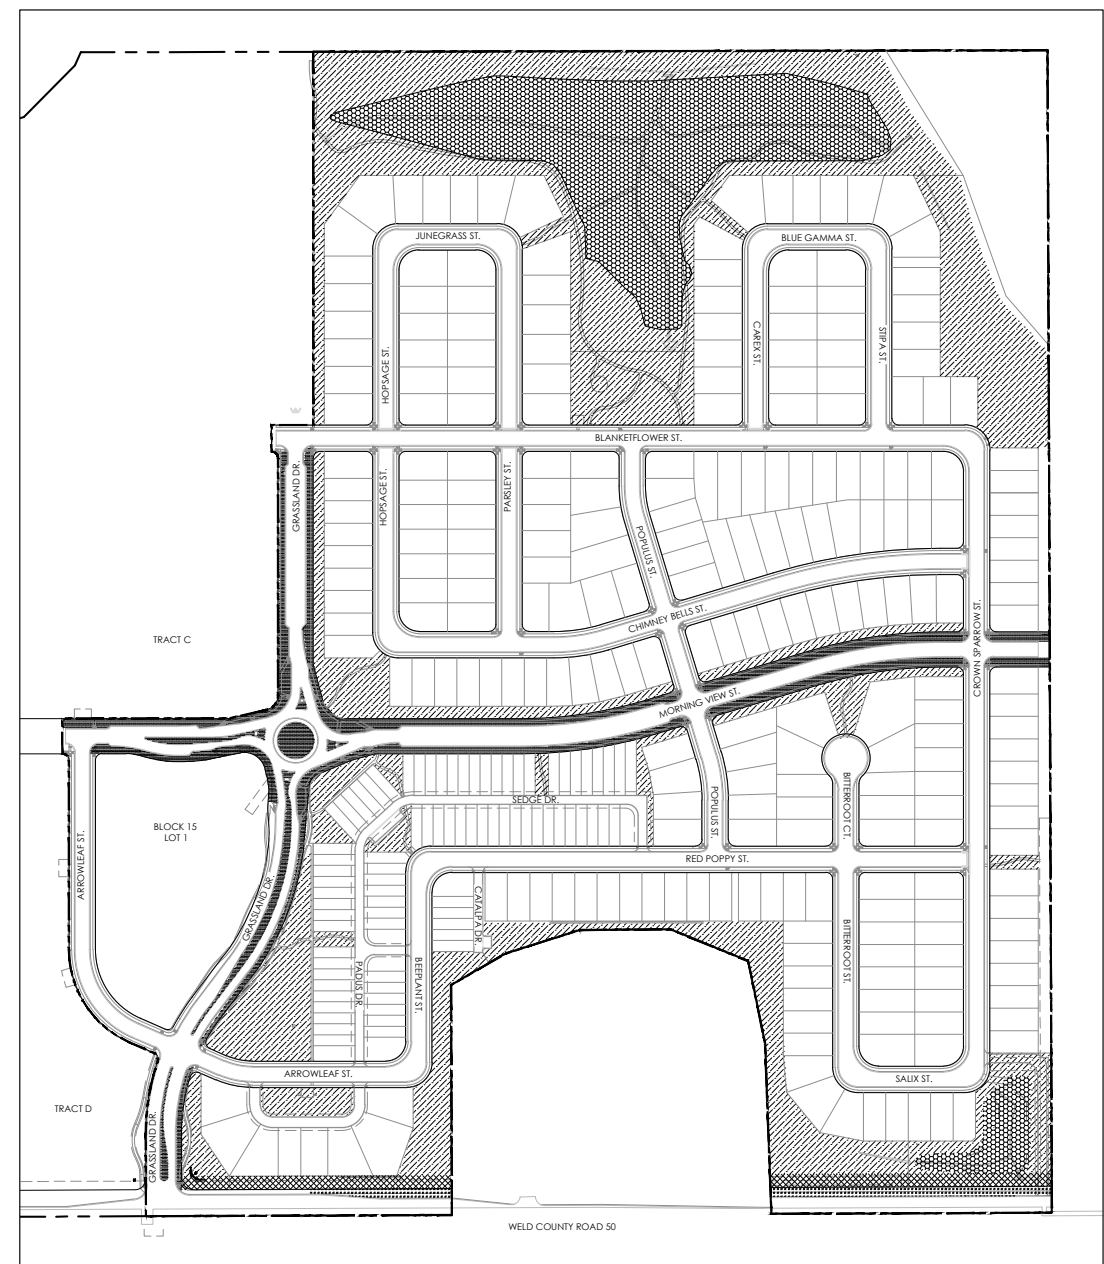 JUNEGRASS ST.
BLUE GAMMA ST.
HOPSAGE ST.
CAREX ST.
STIPA ST.
BLANKETFLOWER ST.
GRASSLAND DR.
HOPSAGE ST.
PARSLEY ST.
POPULUS ST.
CHIMNEY BELLS ST.
TRACT C
CROWN SPARROW ST.
MORNING VIEW ST.
SEDGE DR.
POPULUS ST.
BITTERROOT CT.
BLOCK 15
LOT 1
ARROWLEAF ST.
RED POPPY ST.
GRASSLAND DR.
CATALPA DR.
BITTERROOT ST.
PADUS DR.
BEEPLANT ST.
ARROWLEAF ST.
SALIX ST.
TRACT D
GRASSLAND DR.
WELD COUNTY ROAD 50